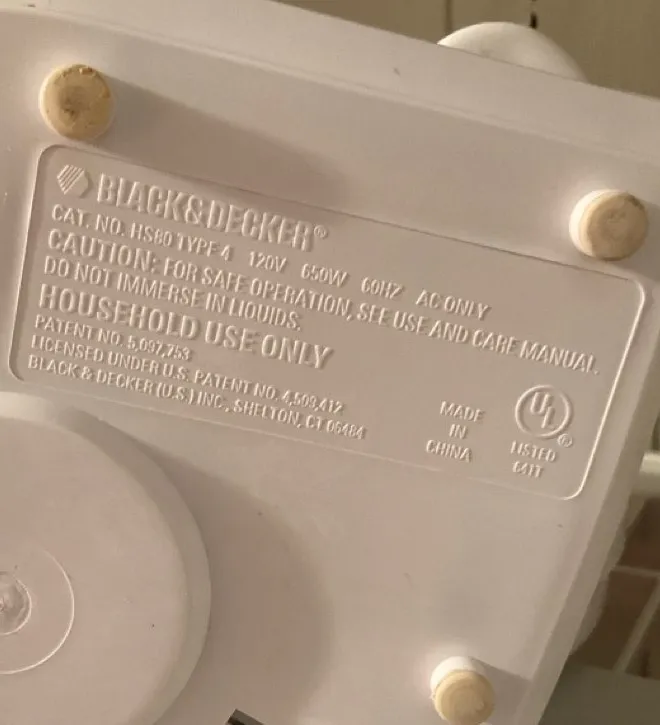 BLACK&DECKER®
CAT. NO. HS80 TYPE 4 120V 650W 60HZ AC ONLY
CAUTION: FOR SAFE OPERATION, SEE USE AND CARE MANUAL.
DO NOT IMMERSE IN LIQUIDS.
HOUSEHOLD USE ONLY
PATENT NO. 5,097,753
LICENSED UNDER U.S. PATENT NO. 4,509,412
BLACK & DECKER (U.S.) INC., SHELTON, CT 06484
MADE
IN
CHINA
UL®
LISTED
641T